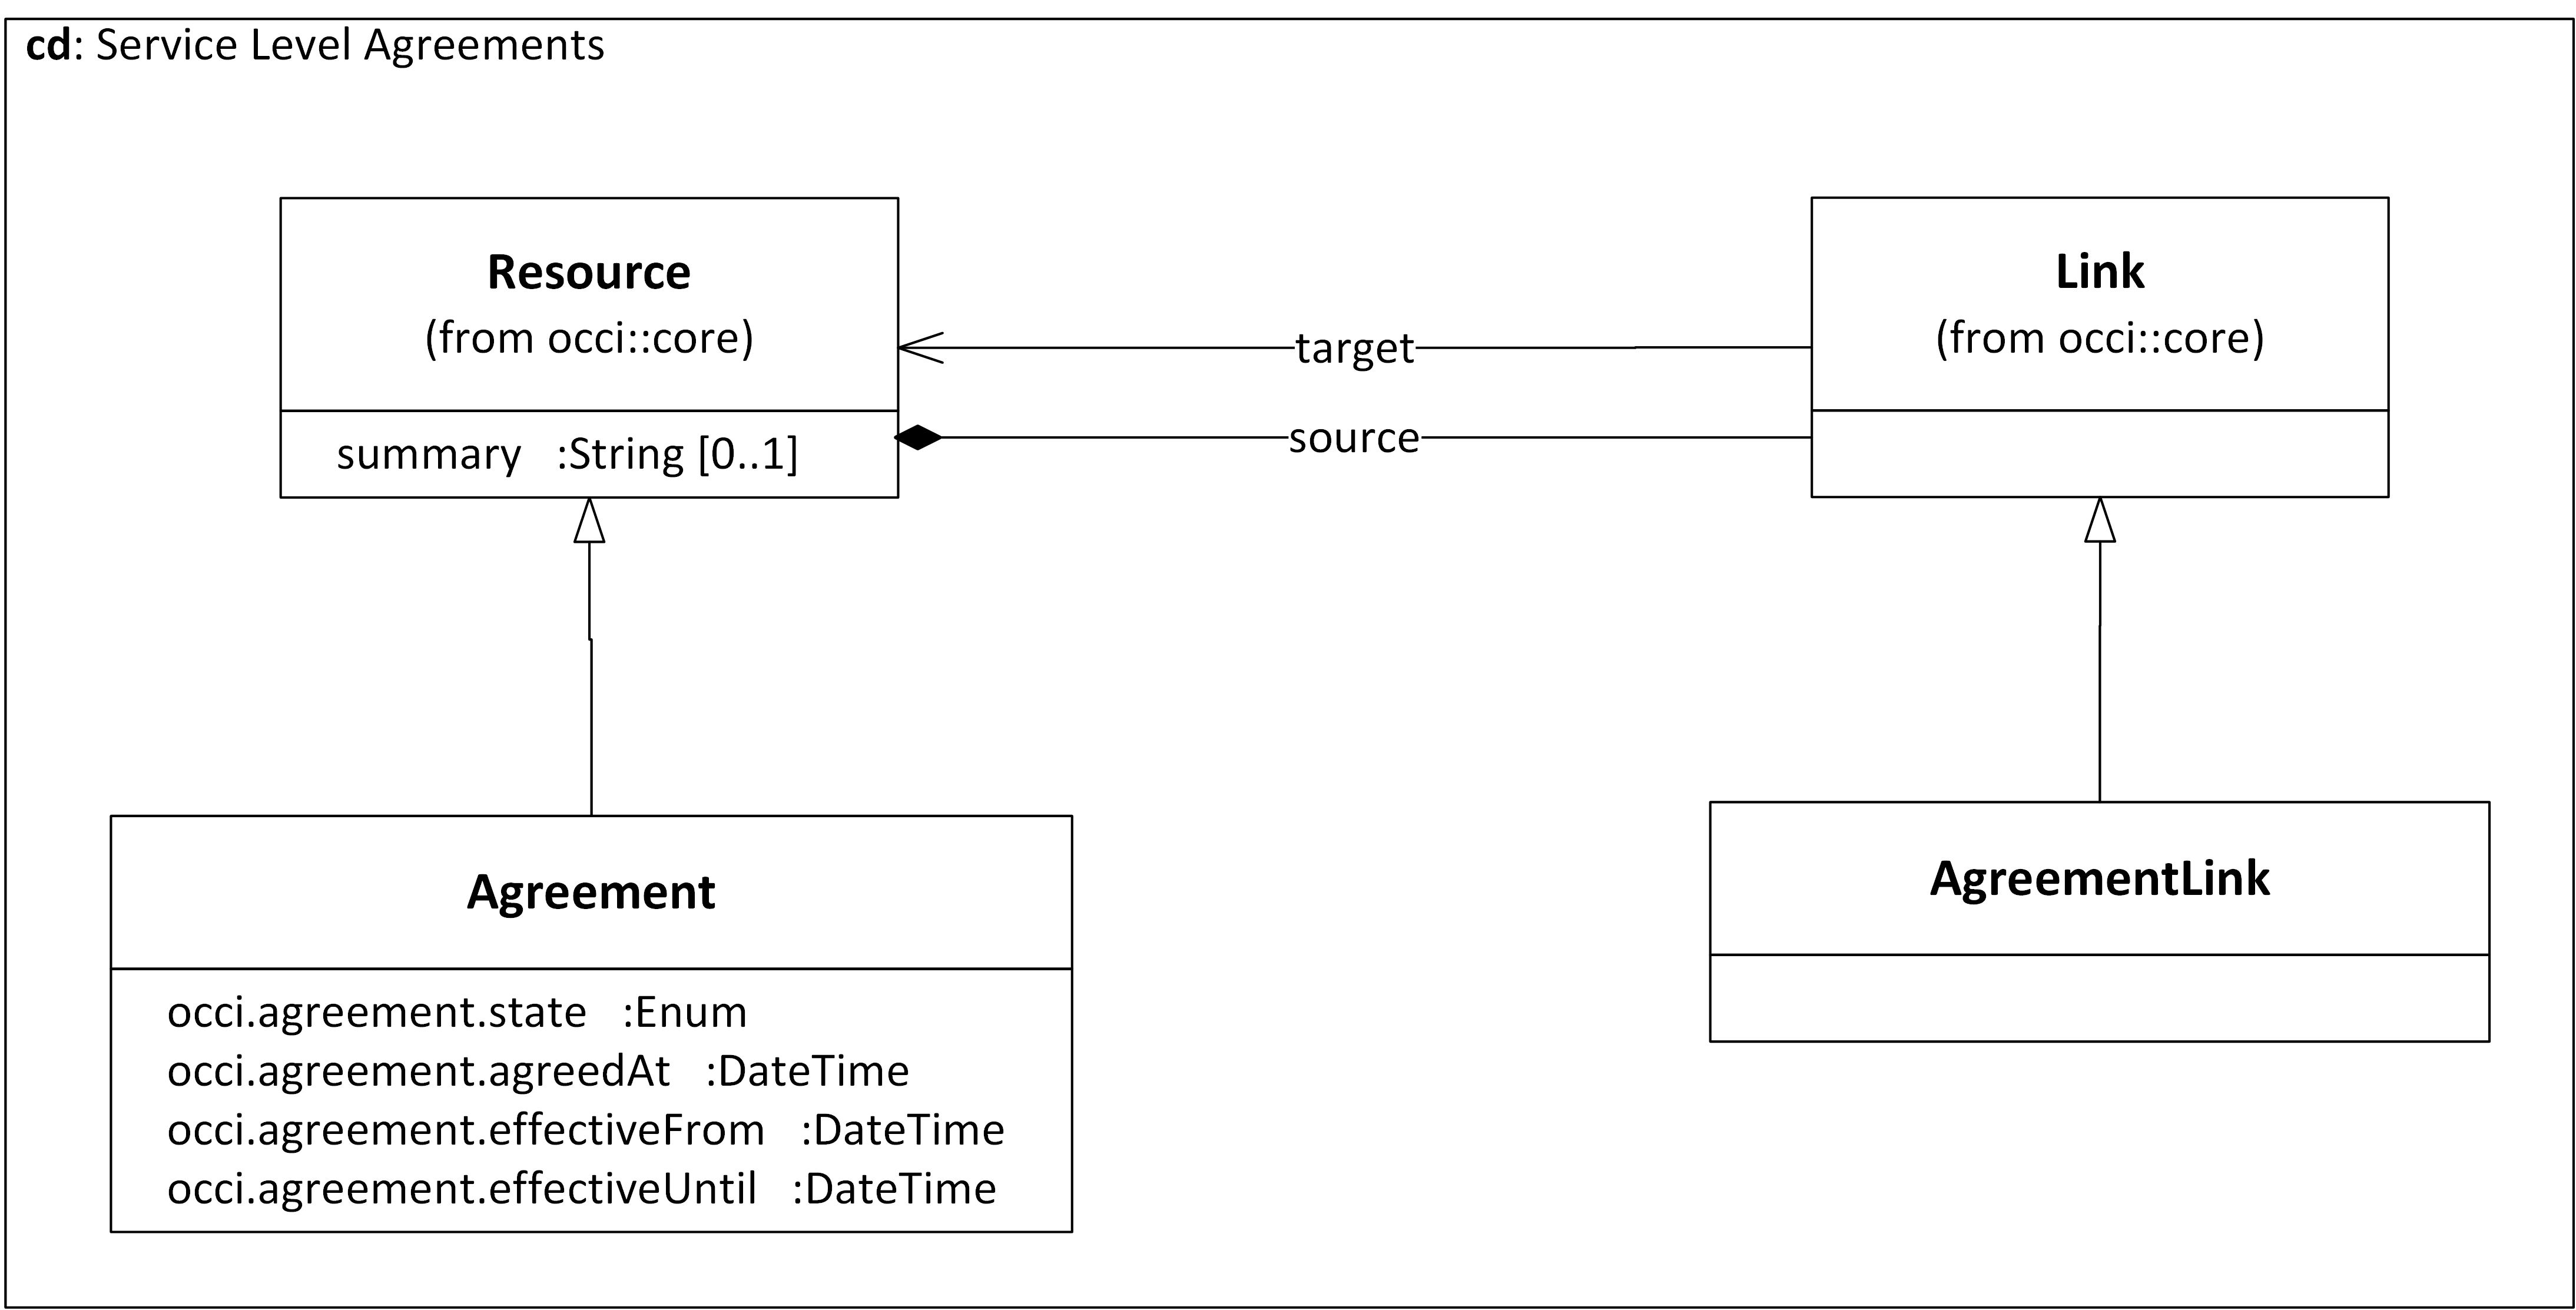 cd: Service Level Agreements
Resource
(from occi::core)
summary :String [0..1]
target
source
Link
(from occi::core)
Agreement
occi.agreement.state :Enum
occi.agreement.agreedAt :DateTime
occi.agreement.effectiveFrom :DateTime
occi.agreement.effectiveUntil :DateTime
AgreementLink